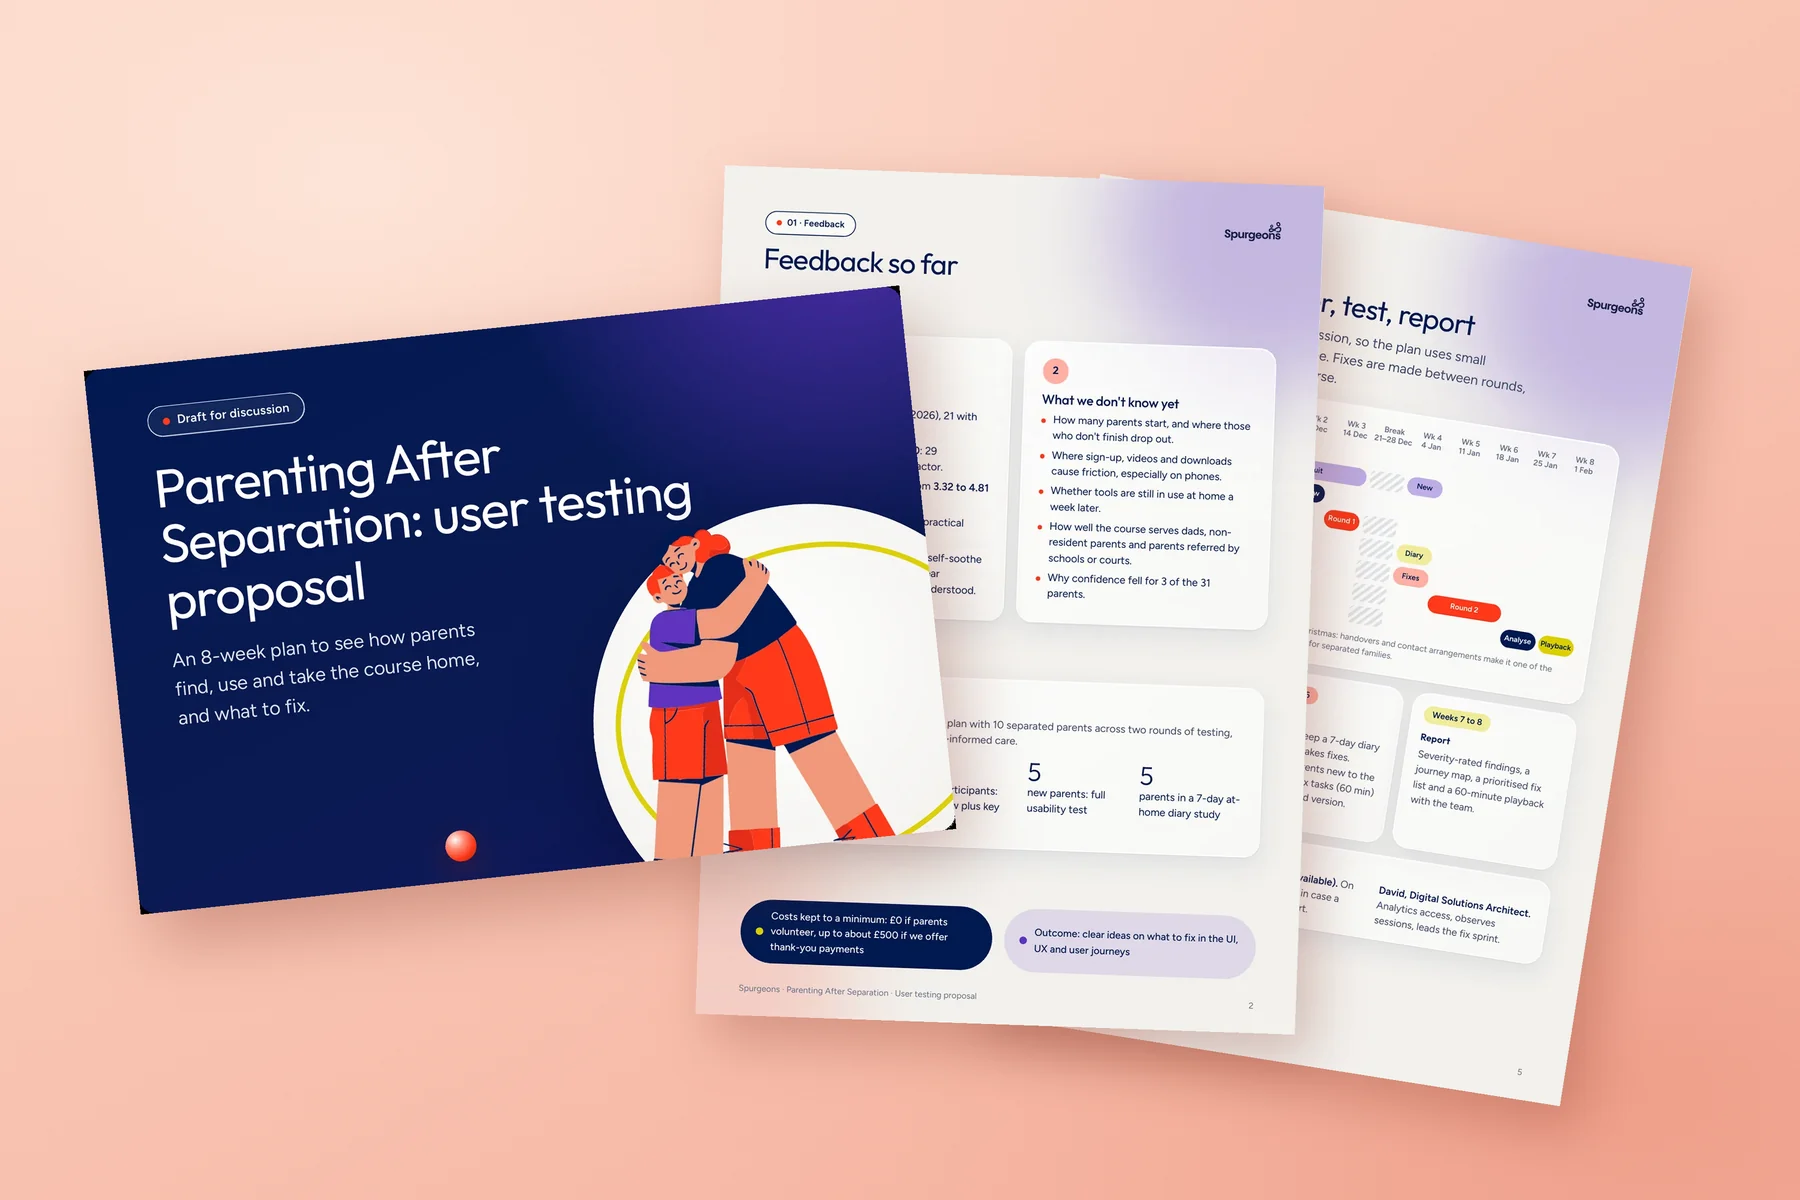 Draft for discussion
Parenting After
Separation: user testing
proposal
An 8-week plan to see how parents
find, use and take the course home,
and what to fix.
01 · Feedback
Spurgeons
Feedback so far
2026), 21 with
: 29
actor.
3.32 to 4.81
practical
self-soothe
derstood.
2
What we don't know yet
How many parents start, and where those
who don't finish drop out.
Where sign-up, videos and downloads
cause friction, especially on phones.
Whether tools are still in use at home a
week later.
How well the course serves dads, non-
resident parents and parents referred by
schools or courts.
Why confidence fell for 3 of the 31
parents.
plan with 10 separated parents across two rounds of testing,
-informed care.
rticipants:
plus key
5
new parents: full
usability test
5
parents in a 7-day at-
home diary study
Costs kept to a minimum: £0 if parents
volunteer, up to about £500 if we offer
thank-you payments
Outcome: clear ideas on what to fix in the UI,
UX and user journeys
Spurgeons · Parenting After Separation · User testing proposal
2
Spurgeons
r, test, report
ssion, so the plan uses small
e. Fixes are made between rounds,
rse.
k 2
Dec
Wk 3
14 Dec
Break
21–28 Dec
Wk 4
4 Jan
Wk 5
11 Jan
Wk 6
18 Jan
Wk 7
25 Jan
Wk 8
1 Feb
uit
New
w
Round 1
Diary
Fixes
Round 2
Analyse
Playback
ristmas: handovers and contact arrangements make it one of the
for separated families.
eep a 7-day diary
akes fixes.
ents new to the
x tasks (60 min)
d version.
Weeks 7 to 8
Report
Severity-rated findings, a
journey map, a prioritised fix
list and a 60-minute playback
with the team.
vailable). On
in case a
rt.
David, Digital Solutions Architect.
Analytics access, observes
sessions, leads the fix sprint.
5